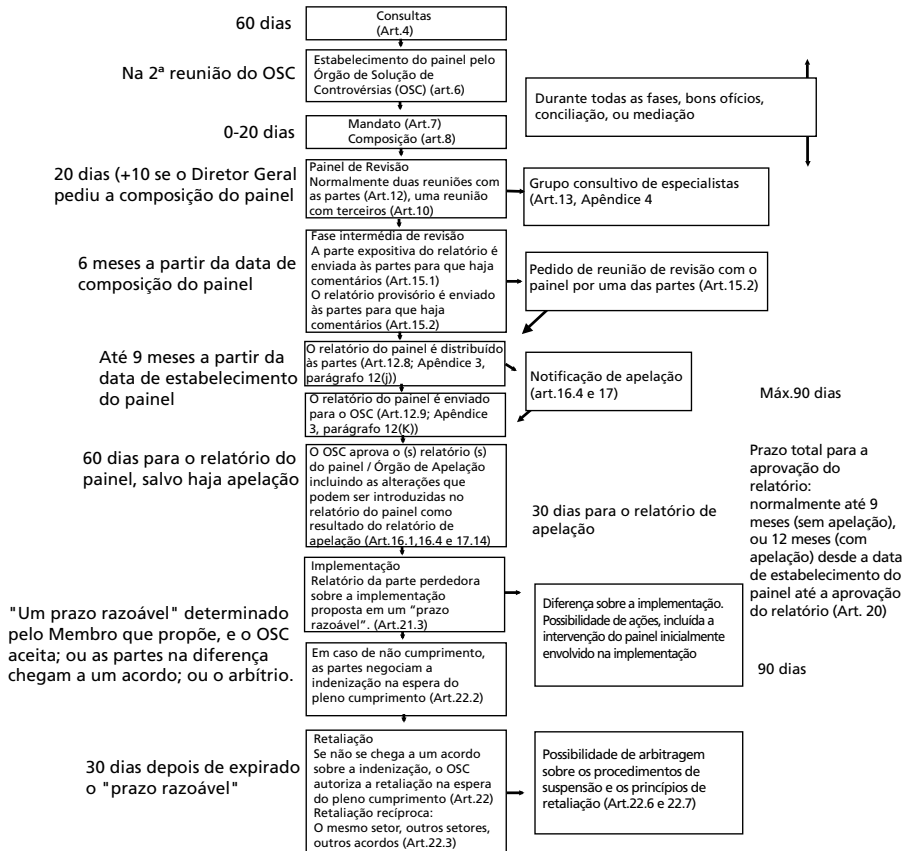 60 dias
Consultas
(Art.4)
Na 2ª reunião do OSC
Estabelecimento do painel pelo
Órgão de Solução de
Controvérsias (OSC) (art.6)
Durante todas as fases, bons ofícios,
conciliação, ou mediação
0-20 dias
Mandato (Art.7)
Composição (art.8)
20 dias (+10 se o Diretor Geral
pediu a composição do painel
Painel de Revisão
Normalmente duas reuniões com
as partes (Art.12), uma reunião
com terceiros (Art.10)
Grupo consultivo de especialistas
(Art.13, Apêndice 4
6 meses a partir da data de
composição do painel
Fase intermédia de revisão
A parte expositiva do relatório é
enviada às partes para que haja
comentários (Art.15.1)
O relatório provisório é enviado
às partes para que haja
comentários (Art.15.2)
Pedido de reunião de revisão com o
painel por uma das partes (Art.15.2)
Até 9 meses a partir da
data de estabelecimento
do painel
O relatório do painel é distribuído
às partes (Art.12.8; Apêndice 3,
parágrafo 12(j))
Notificação de apelação
(art.16.4 e 17)
Máx.90 dias
O relatório do painel é enviado
para o OSC (Art.12.9; Apêndice
3, parágrafo 12(K))
60 dias para o relatório do
painel, salvo haja apelação
O OSC aprova o (s) relatório (s)
do painel / Órgão de Apelação
incluindo as alterações que
podem ser introduzidas no
relatório do painel como
resultado do relatório de
apelação (Art.16.1,16.4 e 17.14)
30 dias para o relatório de
apelação
Prazo total para a
aprovação do
relatório:
normalmente até 9
meses (sem apelação),
ou 12 meses (com
apelação) desde a data
de estabelecimento do
painel até a aprovação
do relatório (Art. 20)
"Um prazo razoável" determinado
pelo Membro que propõe, e o OSC
aceita; ou as partes na diferença
chegam a um acordo; ou o arbítrio.
Implementação
Relatório da parte perdedora
sobre a implementação
proposta em um “prazo
razoável”. (Art.21.3)
Diferença sobre a implementação.
Possibilidade de ações, incluída a
intervenção do painel inicialmente
envolvido na implementação
90 dias
Em caso de não cumprimento,
as partes negociam a
indenização na espera do
pleno cumprimento (Art.22.2)
30 dias depois de expirado
o "prazo razoável"
Retaliação
Se não se chega a um acordo
sobre a indenização, o OSC
autoriza a retaliação na espera
do pleno cumprimento (Art.22)
Retaliação recíproca:
O mesmo setor, outros setores,
outros acordos (Art.22.3)
Possibilidade de arbitragem
sobre os procedimentos de
suspensão e os princípios de
retaliação (Art.22.6 e 22.7)